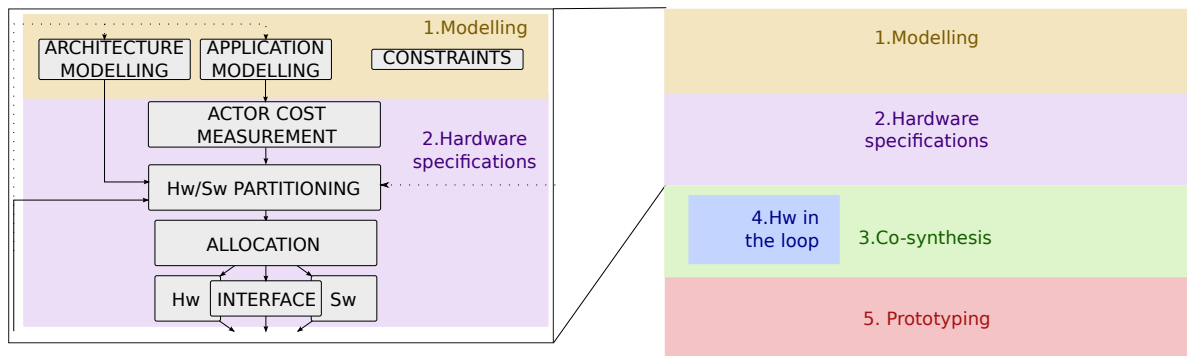 1.Modelling
ARCHITECTURE
MODELLING
APPLICATION
MODELLING
CONSTRAINTS
ACTOR COST
MEASUREMENT
2.Hardware
specifications
Hw/Sw PARTITIONING
ALLOCATION
Hw
INTERFACE
Sw
1.Modelling
2.Hardware
specifications
4.Hw in
the loop
3.Co-synthesis
5. Prototyping